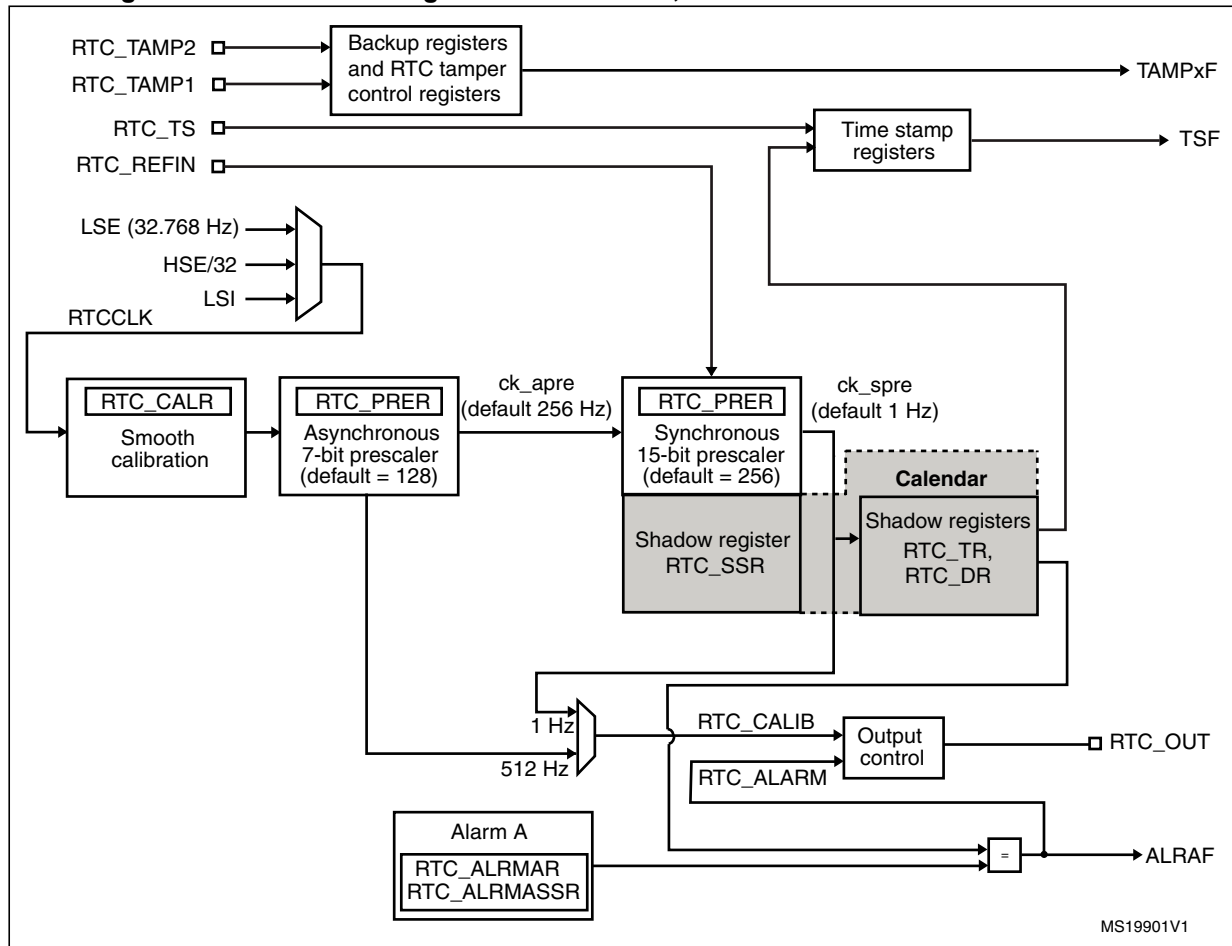 RTC_TAMP2
RTC_TAMP1
RTC_TS
RTC_REFIN
Backup registers
and RTC tamper
control registers
TAMPxF
Time stamp
registers
TSF
LSE (32.768 Hz)
HSE/32
LSI
RTCCLK
RTC_CALR
Smooth
calibration
RTC_PRER
Asynchronous
7-bit prescaler
(default = 128)
ck_apre
(default 256 Hz)
RTC_PRER
Synchronous
15-bit prescaler
(default = 256)
ck_spre
(default 1 Hz)
Calendar
Shadow register
RTC_SSR
Shadow registers
RTC_TR,
RTC_DR
1 Hz
512 Hz
RTC_CALIB
RTC_ALARM
Output
control
RTC_OUT
Alarm A
RTC_ALRMAR
RTC_ALRMASSR
=
ALRAF
MS19901V1